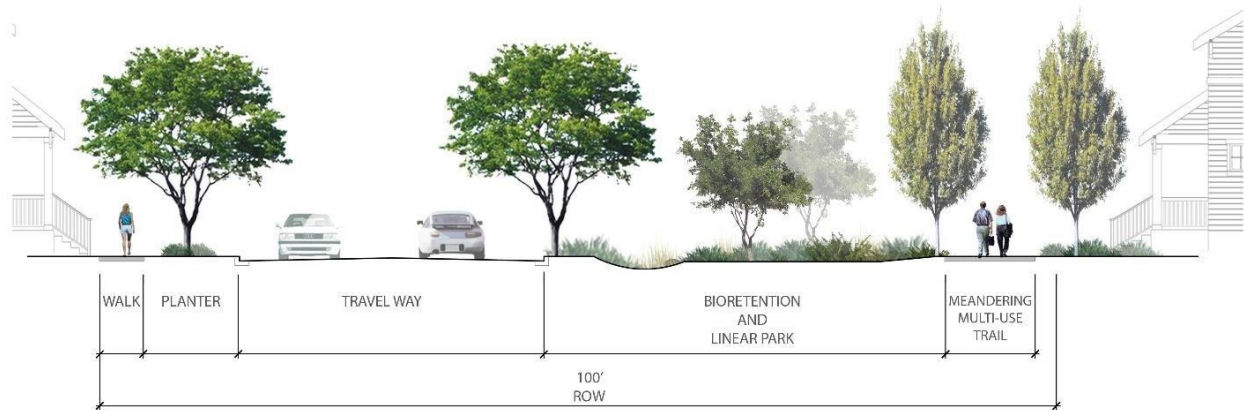 WALK
PLANTER
TRAVEL WAY
BIORETENTION
AND
LINEAR PARK
MEANDERING
MULTI-USE
TRAIL
100'
ROW